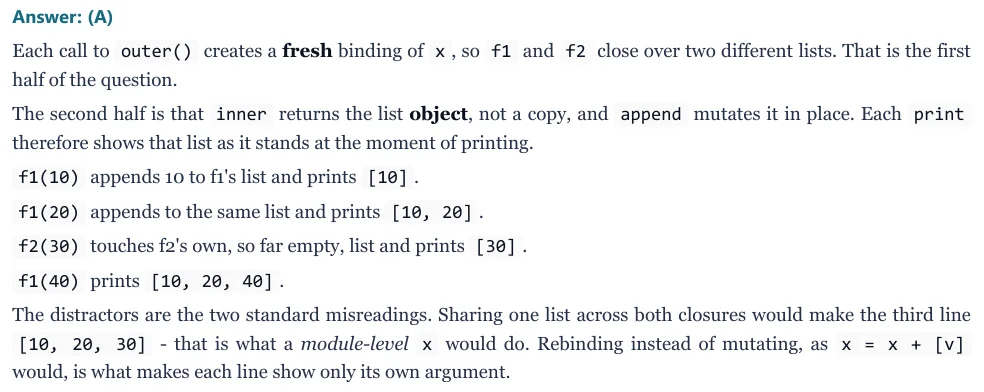 Answer: (A)
Each call to outer() creates a fresh binding of x , so f1 and f2 close over two different lists. That is the first
half of the question.
The second half is that inner returns the list object, not a copy, and append mutates it in place. Each print
therefore shows that list as it stands at the moment of printing.
f1(10) appends 10 to f1's list and prints [10] .
f1(20) appends to the same list and prints [10, 20] .
f2(30) touches f2's own, so far empty, list and prints [30] .
f1(40) prints [10, 20, 40] .
The distractors are the two standard misreadings. Sharing one list across both closures would make the third line
[10, 20, 30] - that is what a module-level x would do. Rebinding instead of mutating, as x = x + [v]
would, is what makes each line show only its own argument.